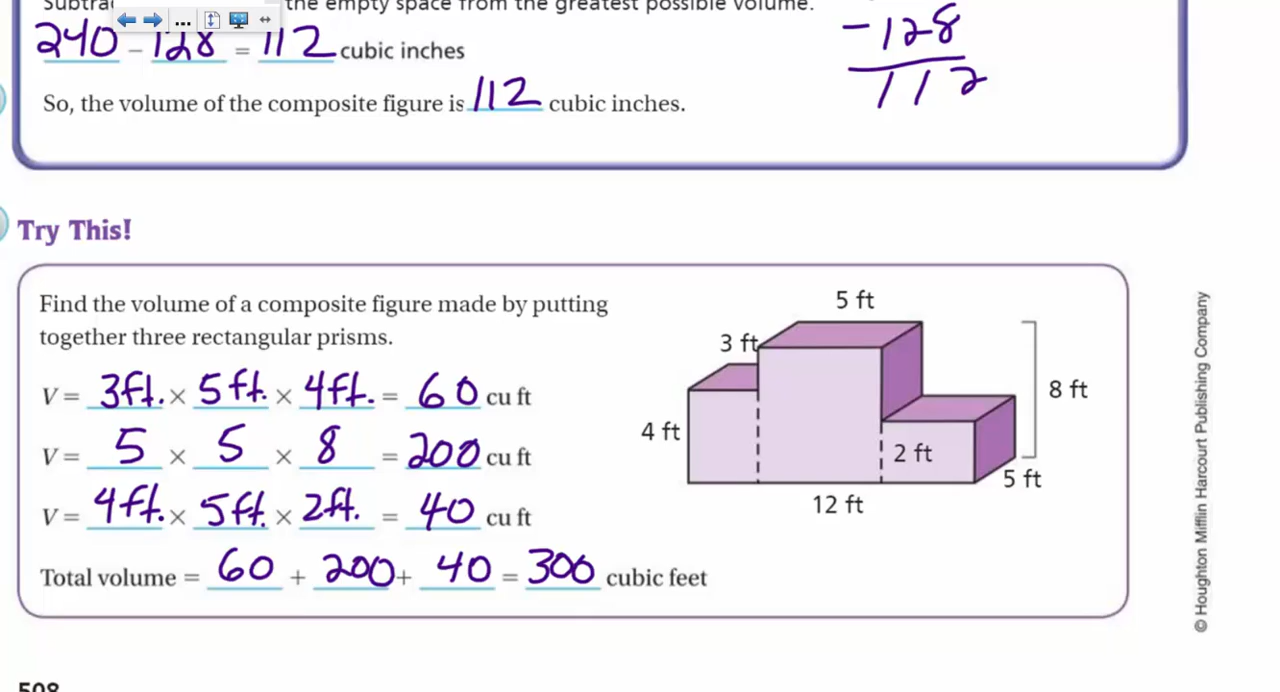 the empty space from the greatest possible volume.
240 − 128 = 112 cubic inches
−128
112
So, the volume of the composite figure is 112 cubic inches.
Try This!
Find the volume of a composite figure made by putting
together three rectangular prisms.
V = 3ft. × 5ft. × 4ft. = 60 cu ft
V = 5 × 5 × 8 = 200 cu ft
V = 4ft. × 5ft. × 2ft. = 40 cu ft
Total volume = 60 + 200 + 40 = 300 cubic feet
5 ft
3 ft
8 ft
4 ft
2 ft
5 ft
12 ft
© Houghton Mifflin Harcourt Publishing Company